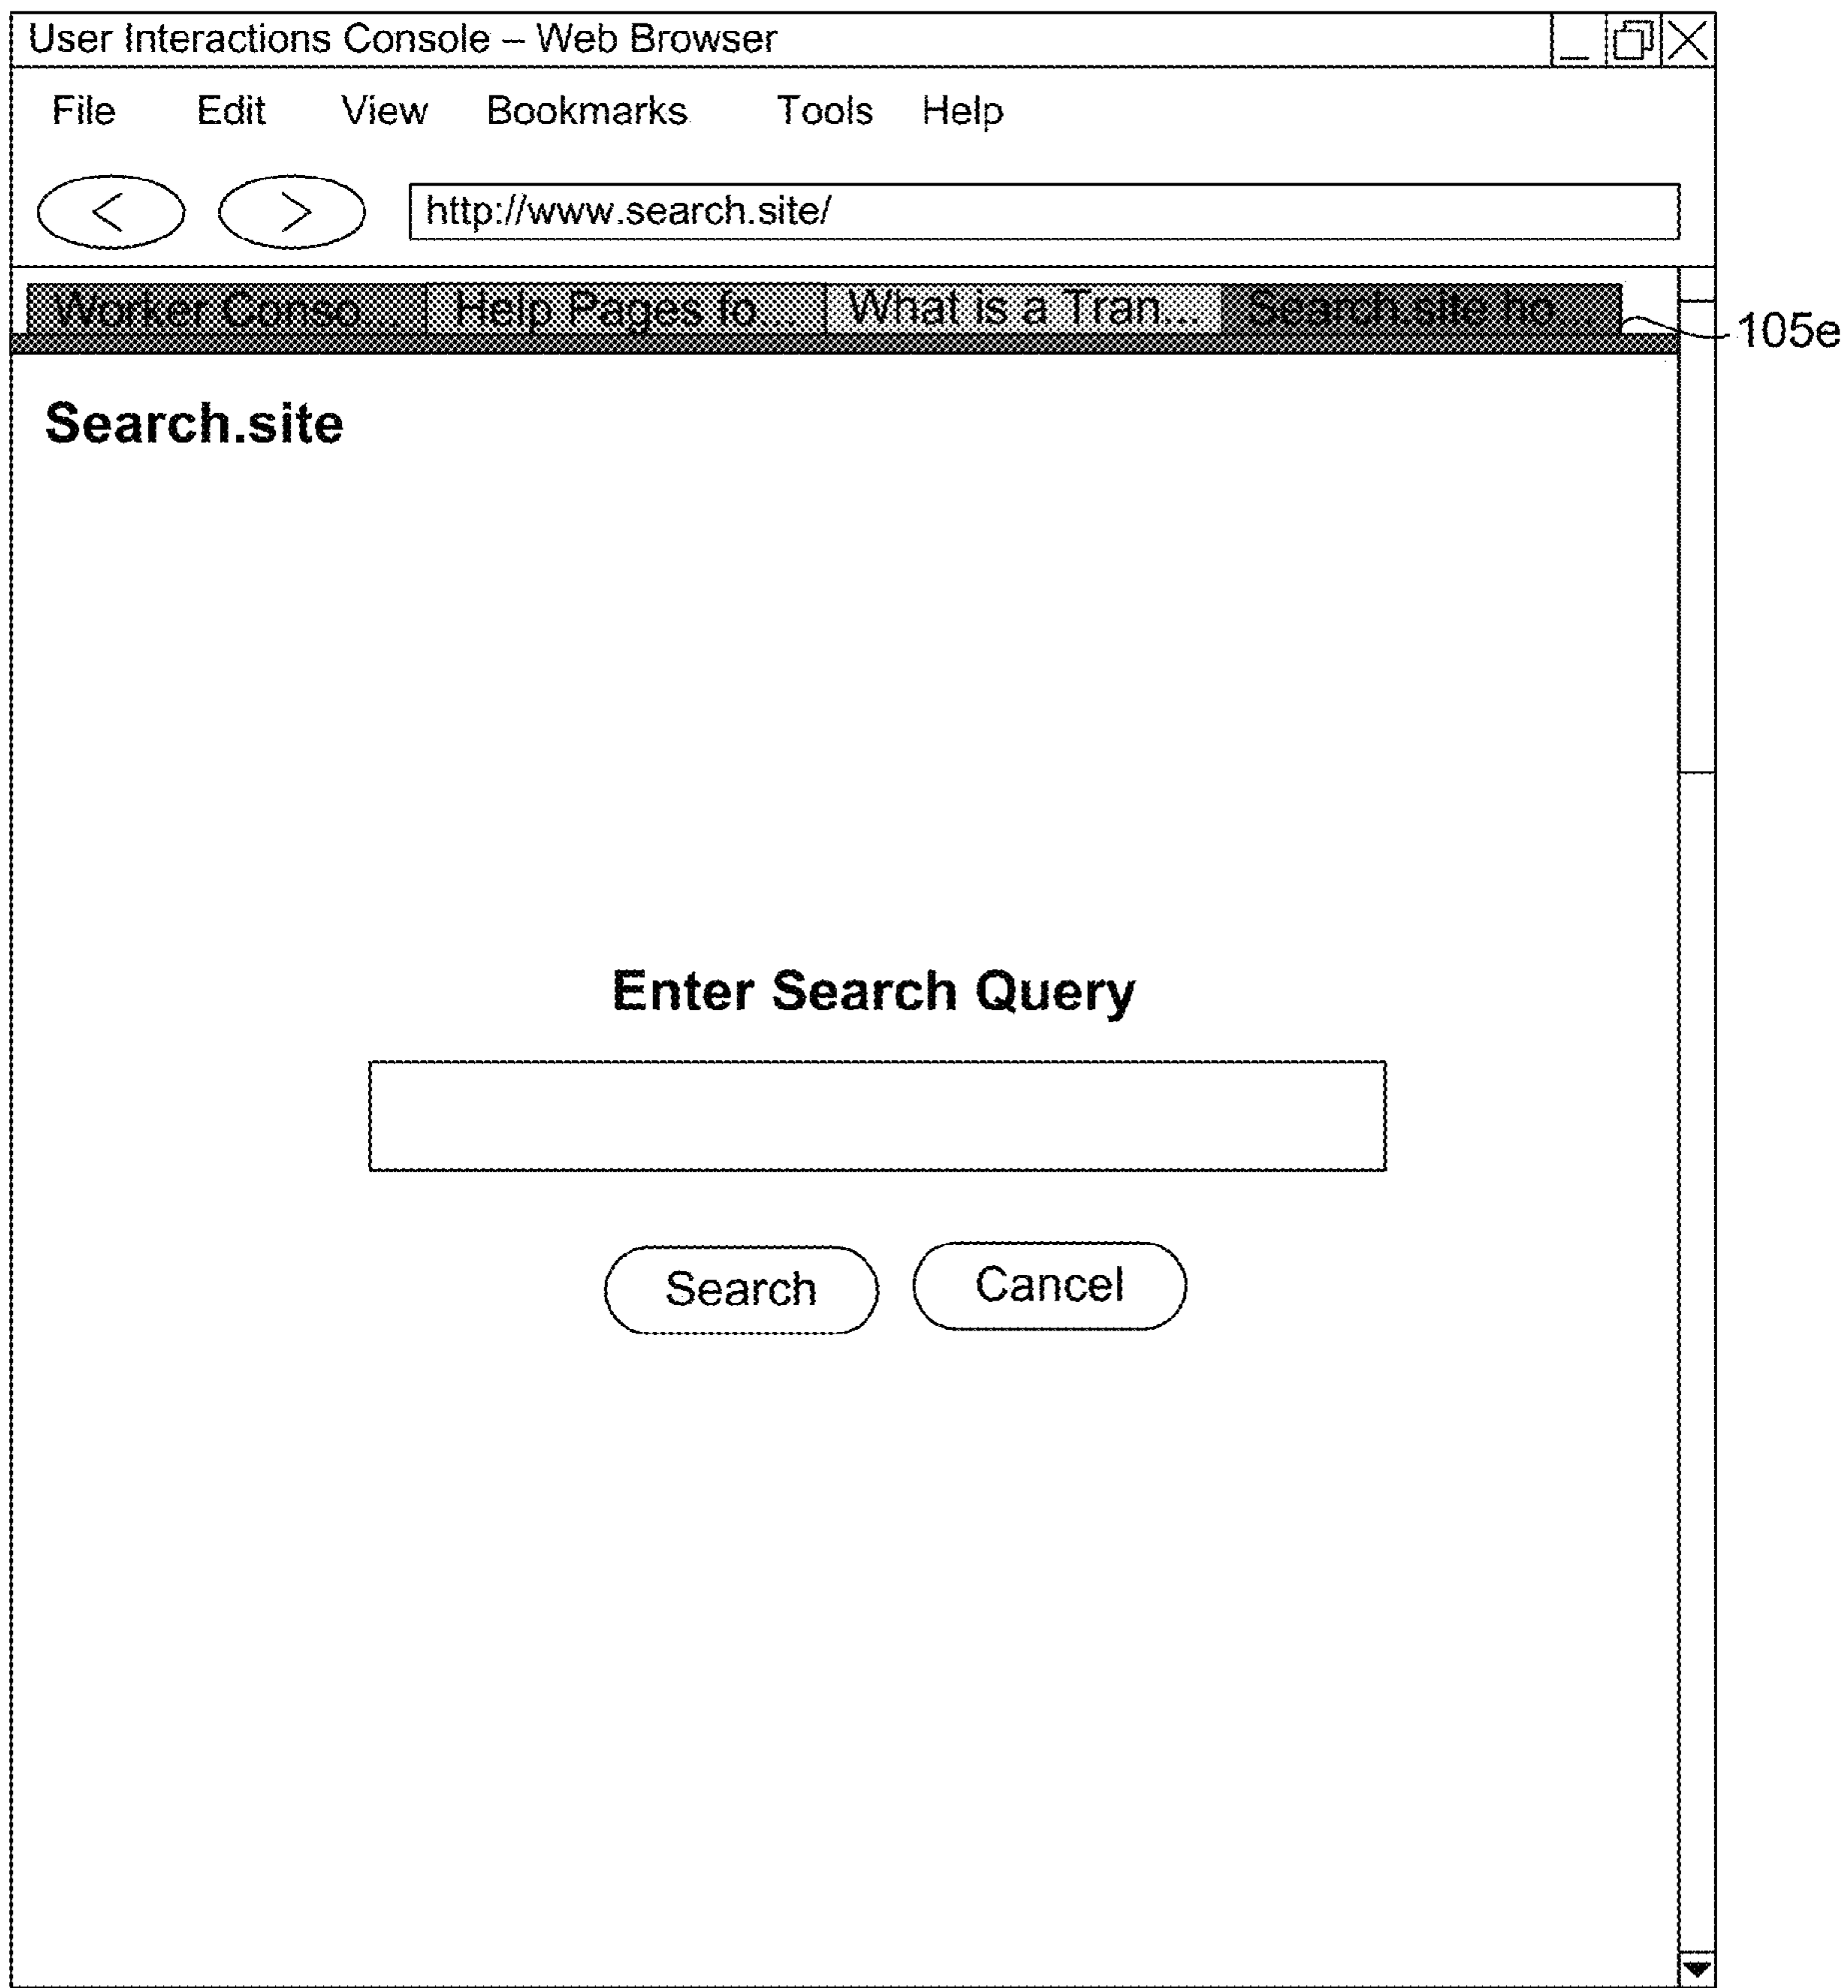 User Interactions Console – Web Browser
File Edit View Bookmarks Tools Help
< > http://www.search.site/
Worker Conso... Help Pages fo... What is a Tran... Search.site ho...
105e
Search.site
Enter Search Query
Search Cancel